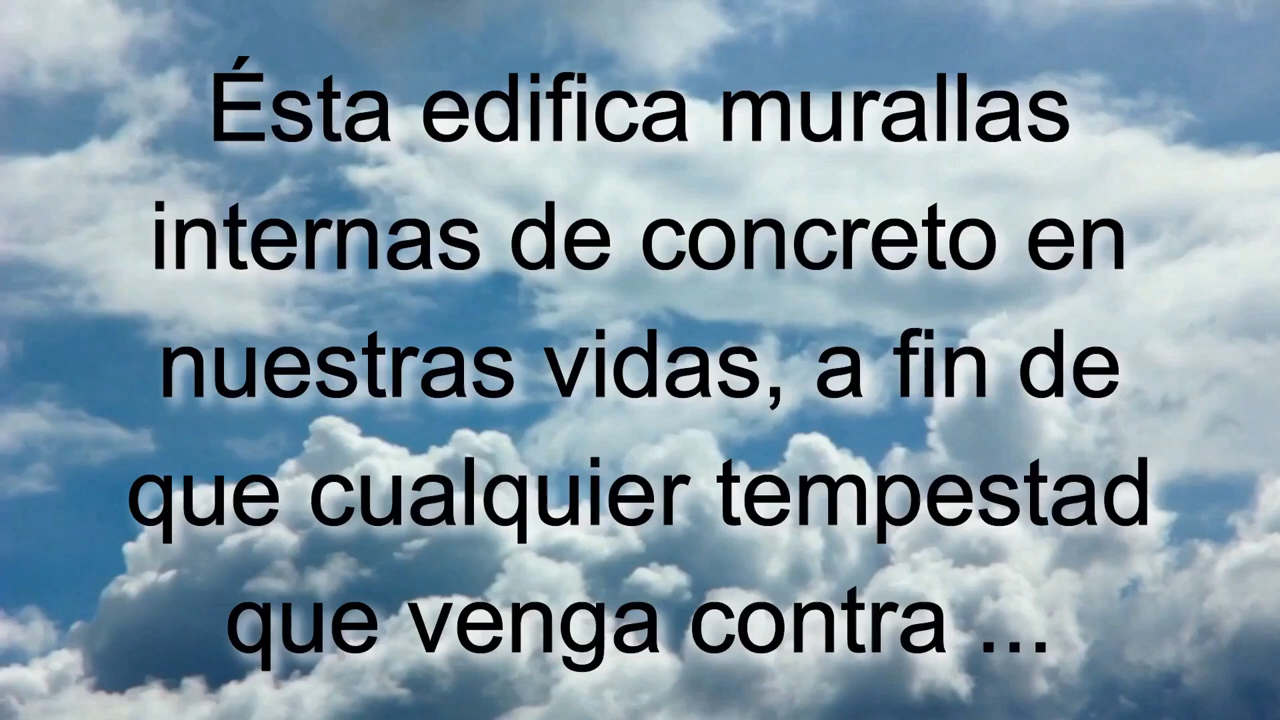 Ésta edifica murallas
internas de concreto en
nuestras vidas, a fin de
que cualquier tempestad
que venga contra ...